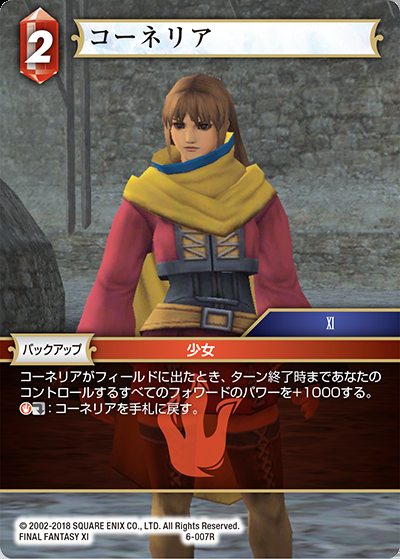 2
コーネリア
XI
バックアップ
少女
コーネリアがフィールドに出たとき、ターン終了時まであなたの
コントロールするすべてのフォワードのパワーを+1000する。
:コーネリアを手札に戻す。
© 2002-2018 SQUARE ENIX CO., LTD. All Rights Reserved.
FINAL FANTASY XI 6-007R